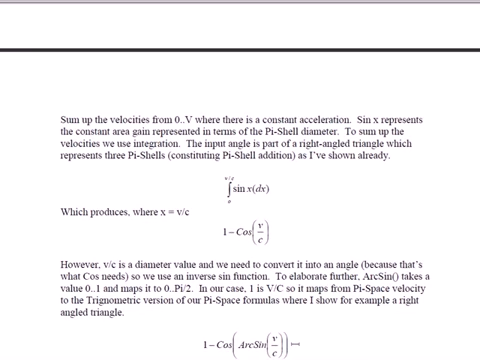 Sum up the velocities from 0..V where there is a constant acceleration.  Sin x represents
the constant area gain represented in terms of the Pi-Shell diameter.  To sum up the
velocities we use integration.  The input angle is part of a right-angled triangle which
represents three Pi-Shells (constituting Pi-Shell addition) as I've shown already.
v/c
∫ sin x(dx)
o
Which produces, where x = v/c
1 − Cos(v/c)
However, v/c is a diameter value and we need to convert it into an angle (because that's
what Cos needs) so we use an inverse sin function.  To elaborate further, ArcSin() takes a
value 0..1 and maps it to 0..Pi/2.  In our case, 1 is V/C so it maps from Pi-Space velocity
to the Trignometric version of our Pi-Space formulas where I show for example a right
angled triangle.
1 − Cos(ArcSin(v/c)) ↦